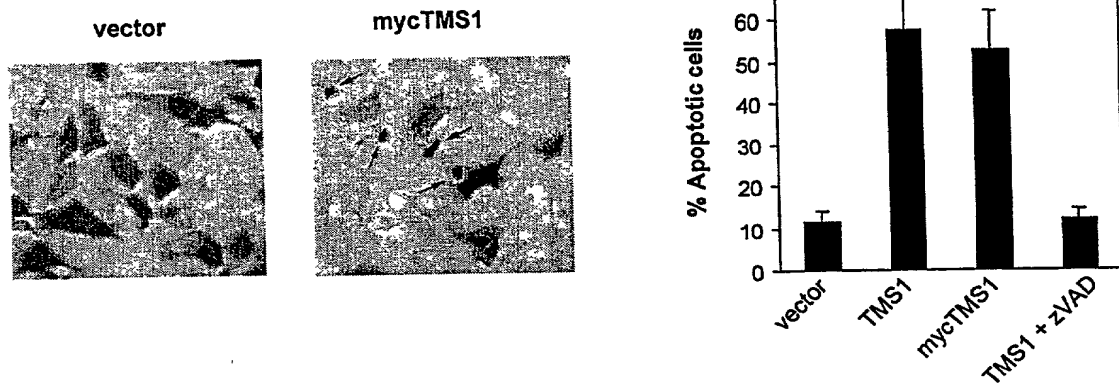 vector
mycTMS1
% Apoptotic cells
60
50
40
30
20
10
0
vector
TMS1
mycTMS1
TMS1 + zVAD